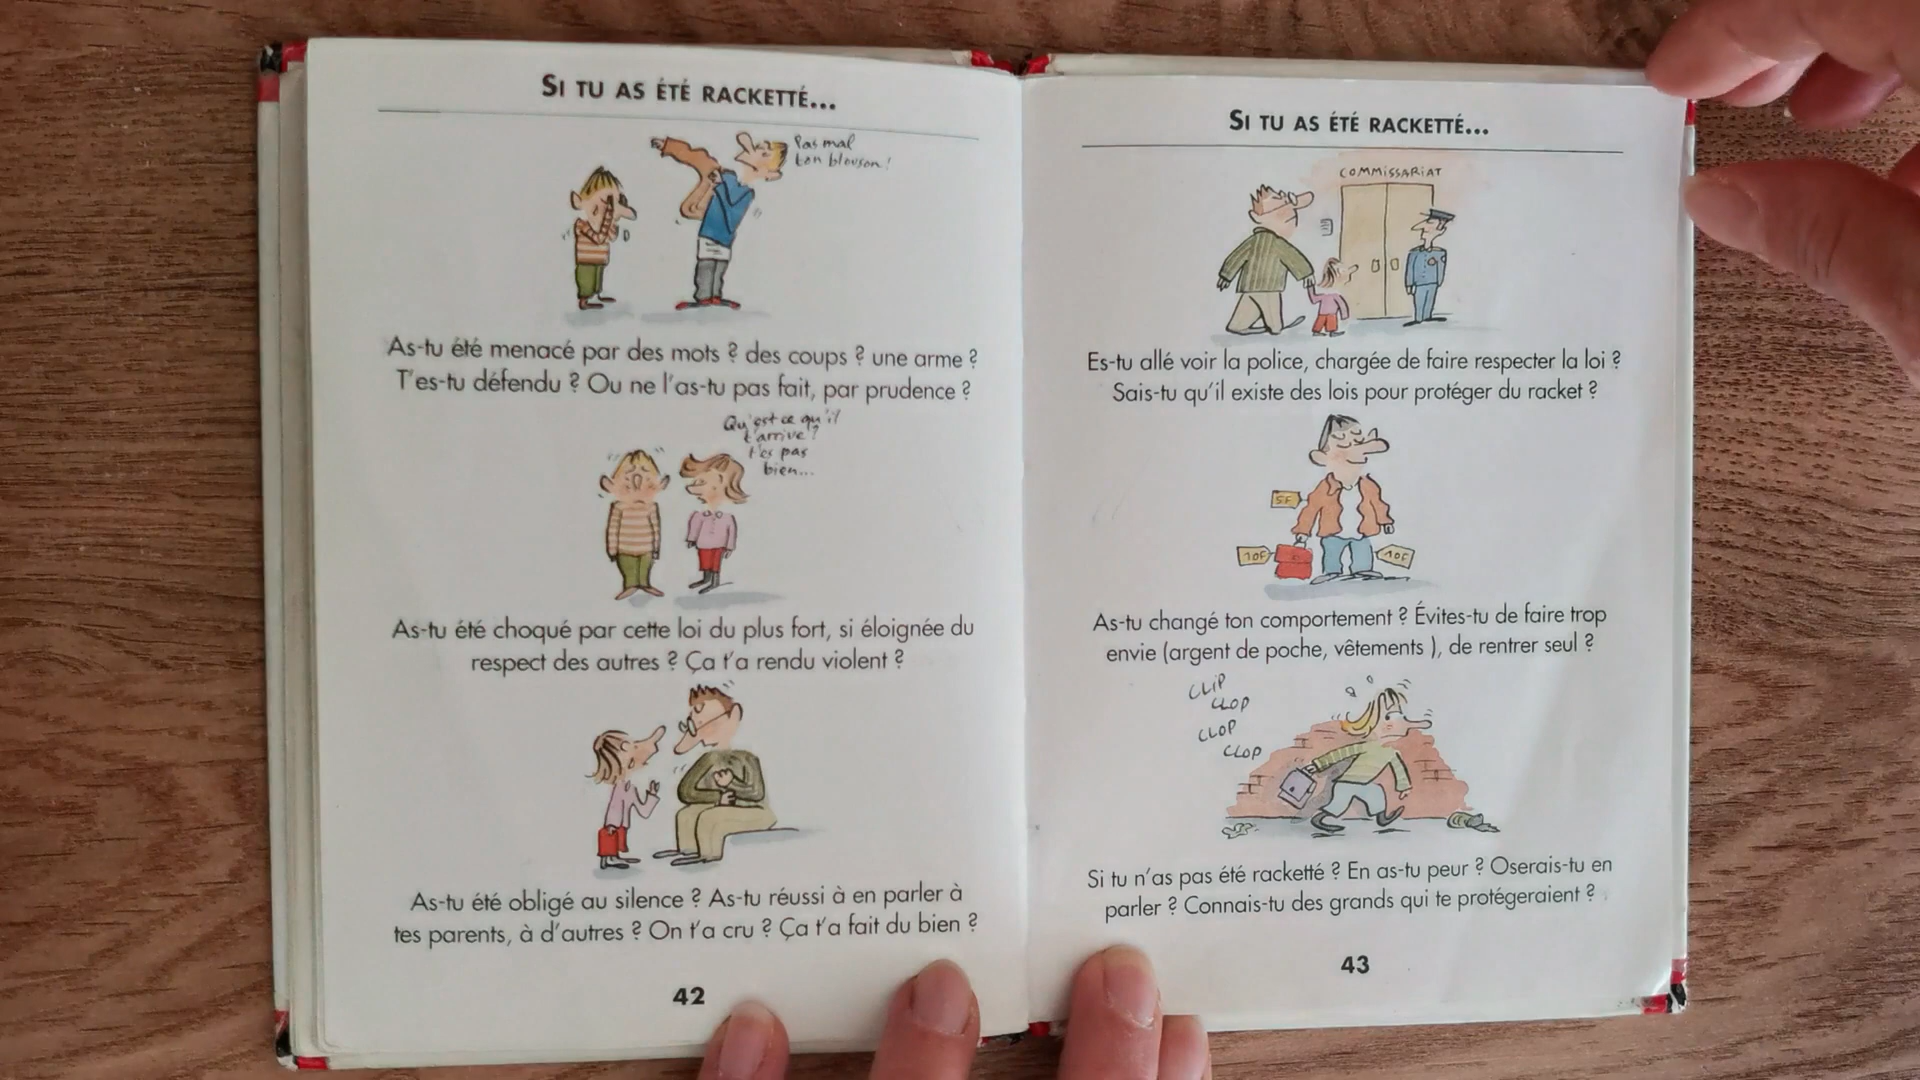 SI TU AS ÉTÉ RACKETTÉ...
Pas mal
ton blouson !
As-tu été menacé par des mots ? des coups ? une arme ?
T'es-tu défendu ? Ou ne l'as-tu pas fait, par prudence ?
Qu'est ce qu'il
t'arrive ?
t'es pas
bien...
As-tu été choqué par cette loi du plus fort, si éloignée du
respect des autres ? Ça t'a rendu violent ?
As-tu été obligé au silence ? As-tu réussi à en parler à
tes parents, à d'autres ? On t'a cru ? Ça t'a fait du bien ?
42
SI TU AS ÉTÉ RACKETTÉ...
COMMISSARIAT
Es-tu allé voir la police, chargée de faire respecter la loi ?
Sais-tu qu'il existe des lois pour protéger du racket ?
5F
10F
10F
As-tu changé ton comportement ? Évites-tu de faire trop
envie (argent de poche, vêtements ), de rentrer seul ?
CLIP
CLOP
CLOP
CLOP
Si tu n'as pas été racketté ? En as-tu peur ? Oserais-tu en
parler ? Connais-tu des grands qui te protégeraient ?
43